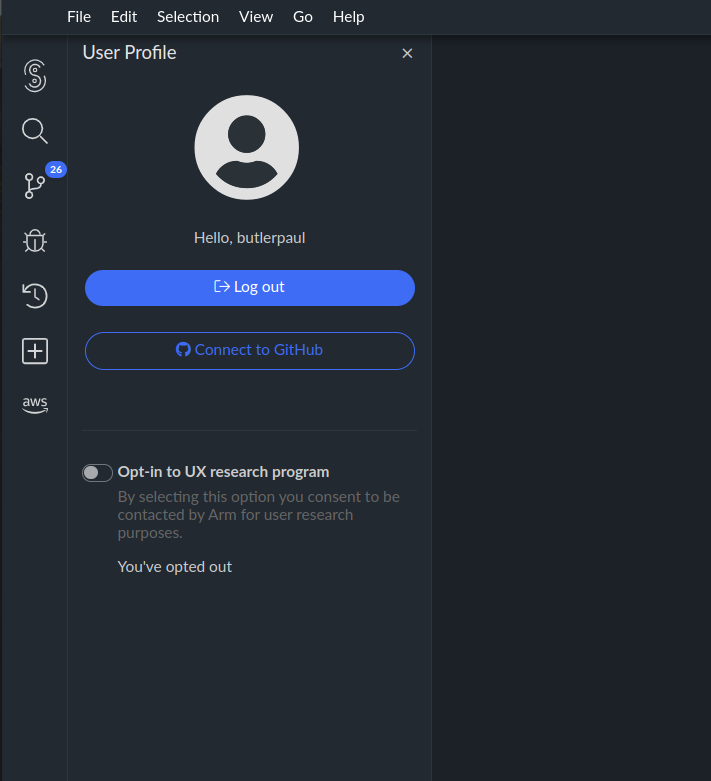 File Edit Selection View Go Help
User Profile
26
Hello, butlerpaul
Log out
Connect to GitHub
aws
Opt-in to UX research program
By selecting this option you consent to be
contacted by Arm for user research
purposes.
You've opted out